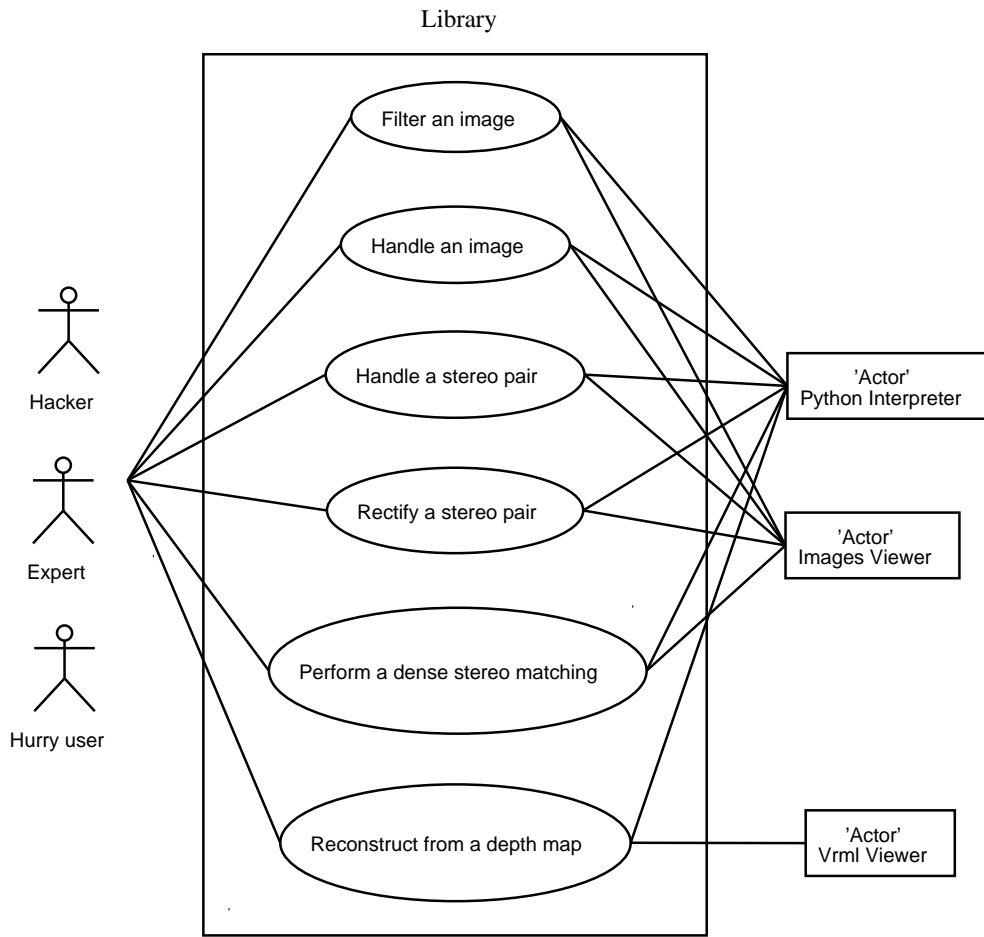 Library
Filter an image
Handle an image
Handle a stereo pair
Rectify a stereo pair
Perform a dense stereo matching
Reconstruct from a depth map
Hacker
Expert
Hurry user
’Actor’
Python Interpreter
’Actor’
Images Viewer
’Actor’
Vrml Viewer